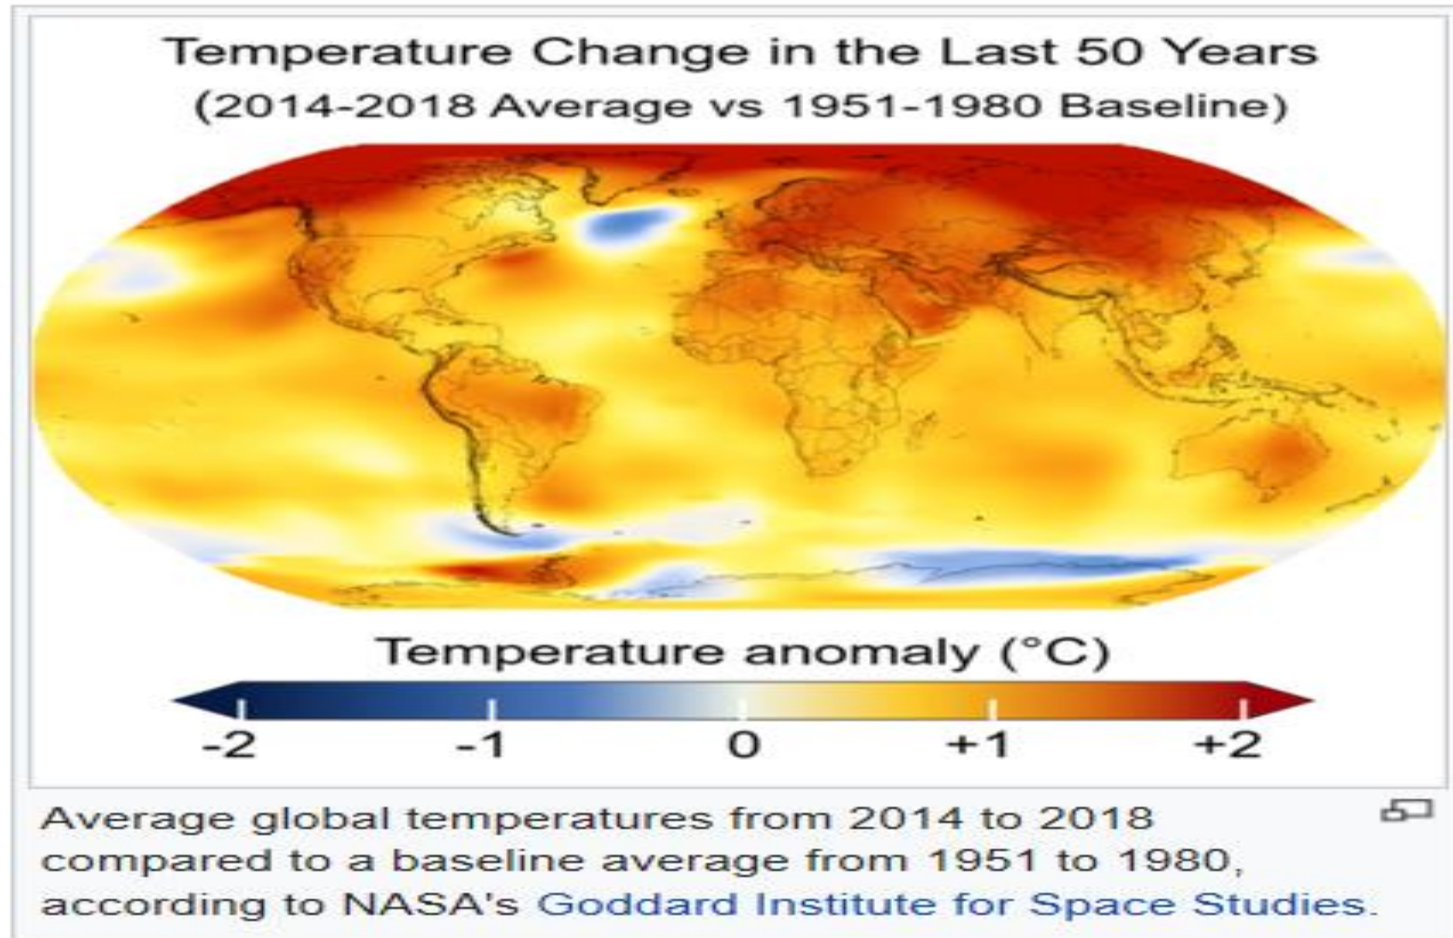 Temperature Change in the Last 50 Years
(2014-2018 Average vs 1951-1980 Baseline)
Temperature anomaly (°C)
-2 -1 0 +1 +2
Average global temperatures from 2014 to 2018
compared to a baseline average from 1951 to 1980,
according to NASA's Goddard Institute for Space Studies.